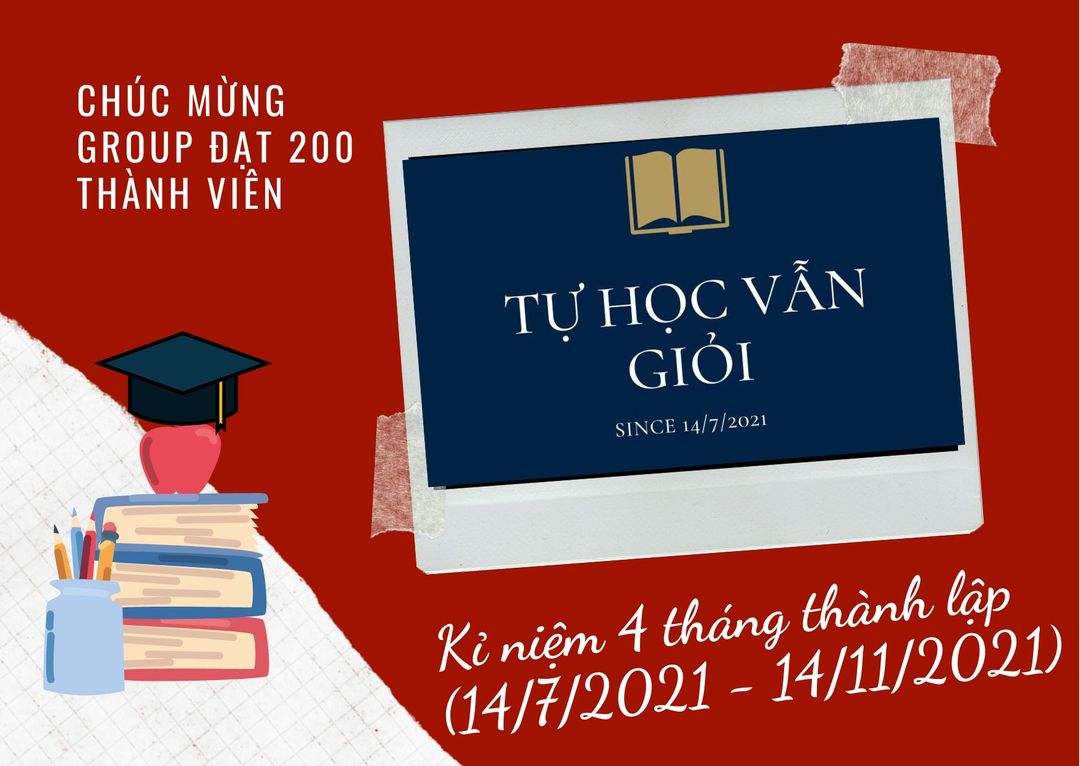 CHÚC MỪNG
GROUP ĐẠT 200
THÀNH VIÊN
TỰ HỌC VẪN
GIỎI
SINCE 14/7/2021
Kỉ niệm 4 tháng thành lập
(14/7/2021 - 14/11/2021)